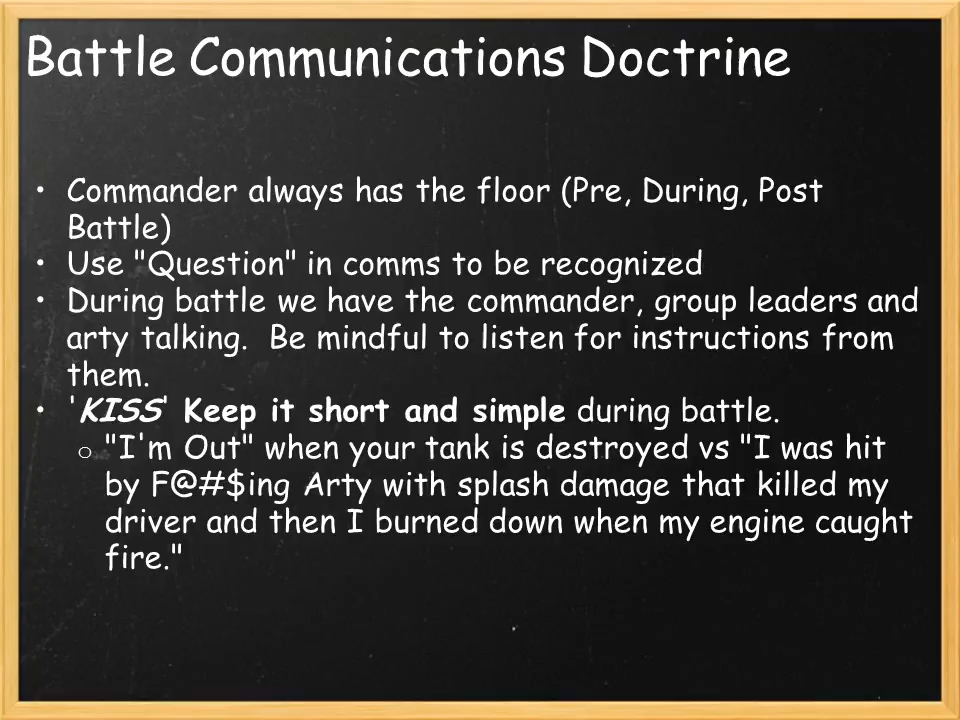 Battle Communications Doctrine
• Commander always has the floor (Pre, During, Post
Battle)
• Use "Question" in comms to be recognized
• During battle we have the commander, group leaders and
arty talking.  Be mindful to listen for instructions from
them.
• 'KISS' Keep it short and simple during battle.
o "I'm Out" when your tank is destroyed vs "I was hit
by F@#$ing Arty with splash damage that killed my
driver and then I burned down when my engine caught
fire."